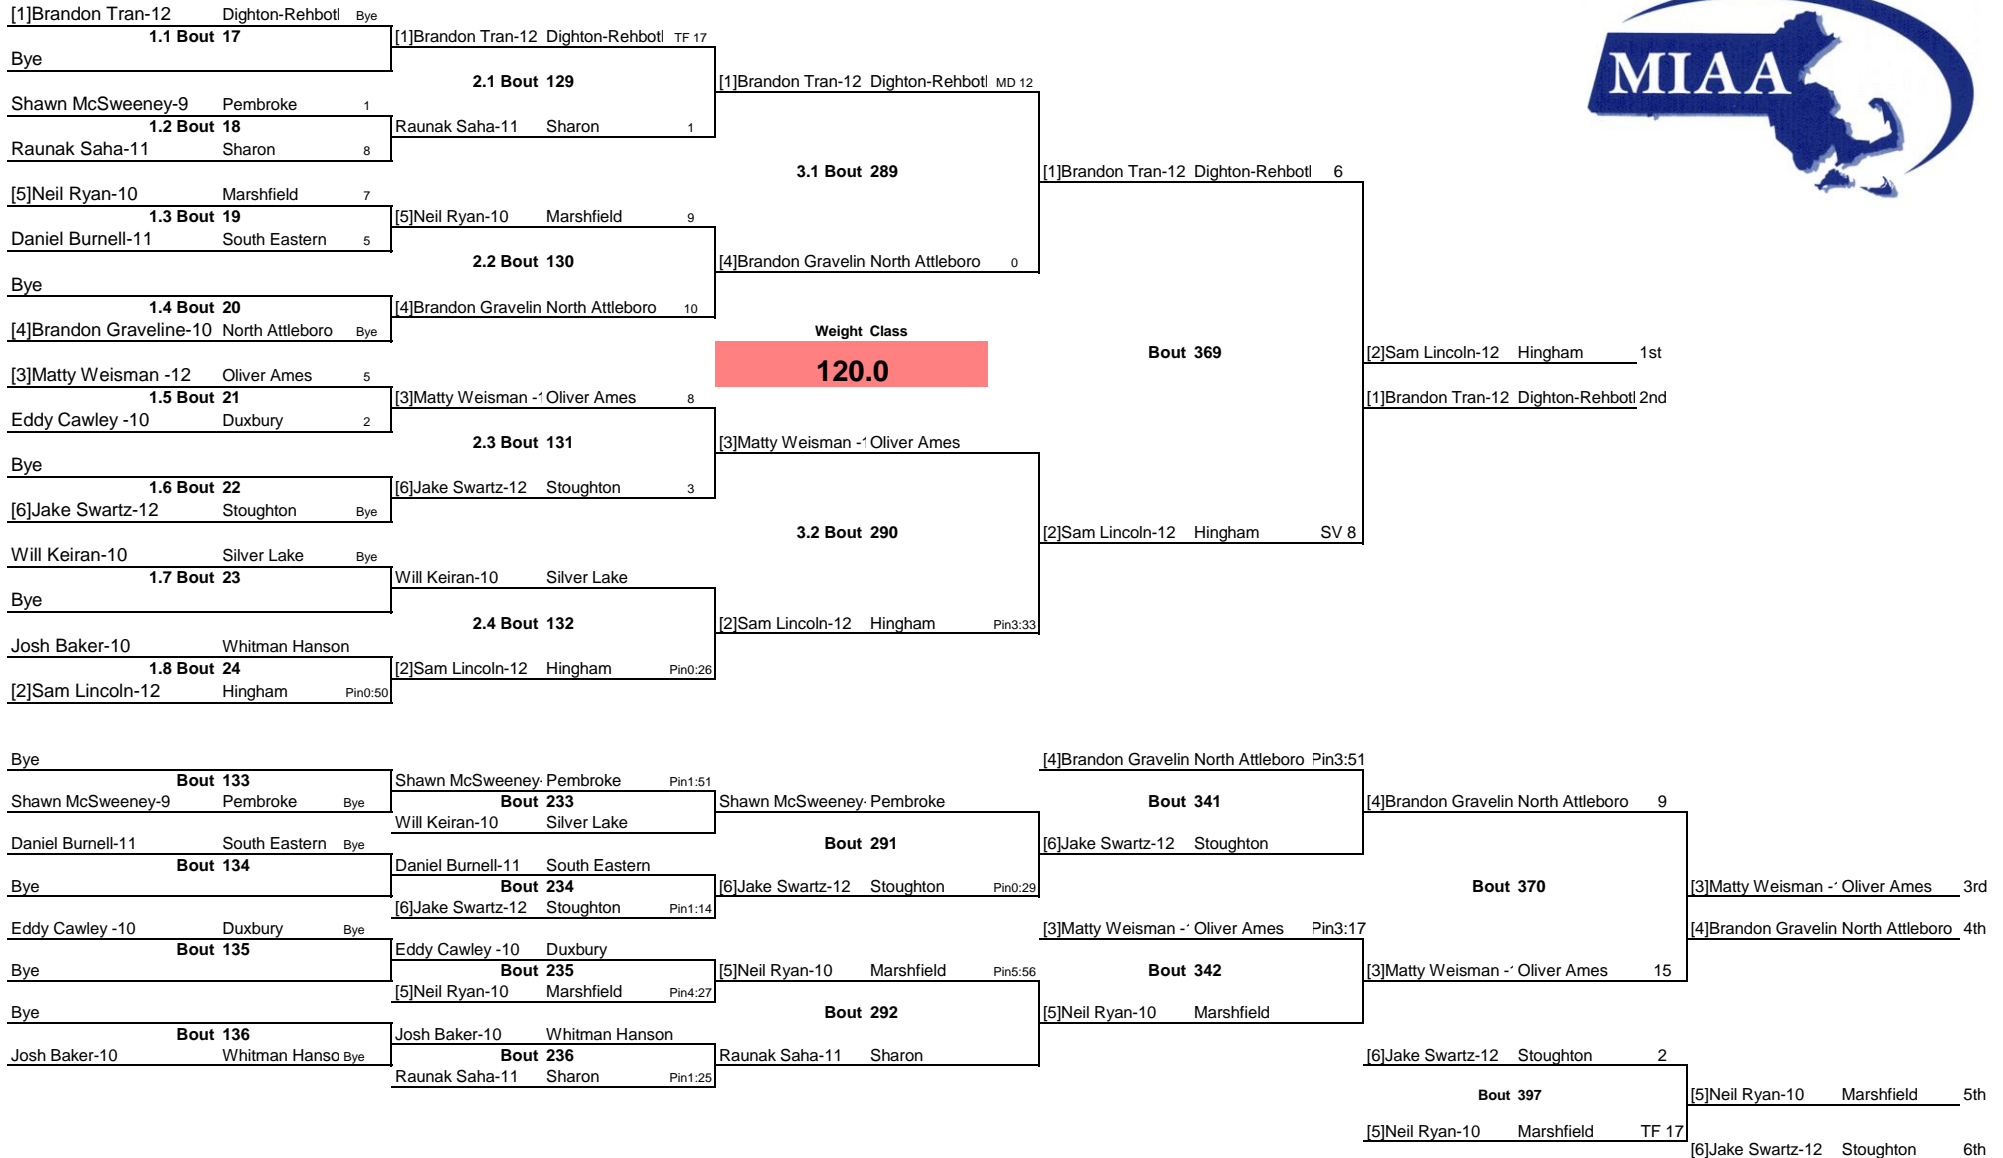 MIAA
[1]Brandon Tran-12 Dighton-Rehbotl Bye
1.1 Bout 17
Bye
Shawn McSweeney-9 Pembroke 1
1.2 Bout 18
Raunak Saha-11 Sharon 8
[5]Neil Ryan-10 Marshfield 7
1.3 Bout 19
Daniel Burnell-11 South Eastern 5
Bye
1.4 Bout 20
[4]Brandon Graveline-10 North Attleboro Bye
[3]Matty Weisman -12 Oliver Ames 5
1.5 Bout 21
Eddy Cawley -10 Duxbury 2
Bye
1.6 Bout 22
[6]Jake Swartz-12 Stoughton Bye
Will Keiran-10 Silver Lake Bye
1.7 Bout 23
Bye
Josh Baker-10 Whitman Hanson
1.8 Bout 24
[2]Sam Lincoln-12 Hingham Pin0:50
[1]Brandon Tran-12 Dighton-Rehbotl TF 17
2.1 Bout 129
Raunak Saha-11 Sharon 1
[5]Neil Ryan-10 Marshfield 9
2.2 Bout 130
[4]Brandon Gravelin North Attleboro 10
[3]Matty Weisman -1 Oliver Ames 8
2.3 Bout 131
[6]Jake Swartz-12 Stoughton 3
Will Keiran-10 Silver Lake
2.4 Bout 132
[2]Sam Lincoln-12 Hingham Pin0:26
[1]Brandon Tran-12 Dighton-Rehbotl MD 12
3.1 Bout 289
[4]Brandon Gravelin North Attleboro 0
Weight Class
120.0
[3]Matty Weisman -1 Oliver Ames
3.2 Bout 290
[2]Sam Lincoln-12 Hingham Pin3:33
[1]Brandon Tran-12 Dighton-Rehbotl 6
Bout 369
[2]Sam Lincoln-12 Hingham SV 8
[2]Sam Lincoln-12 Hingham 1st
[1]Brandon Tran-12 Dighton-Rehbotl 2nd
Bye
Bout 133
Shawn McSweeney-9 Pembroke Bye
Daniel Burnell-11 South Eastern Bye
Bout 134
Bye
Eddy Cawley -10 Duxbury Bye
Bout 135
Bye
Bye
Bout 136
Josh Baker-10 Whitman Hanso Bye
Shawn McSweeney- Pembroke Pin1:51
Bout 233
Will Keiran-10 Silver Lake
Daniel Burnell-11 South Eastern
Bout 234
[6]Jake Swartz-12 Stoughton Pin1:14
Eddy Cawley -10 Duxbury
Bout 235
[5]Neil Ryan-10 Marshfield Pin4:27
Josh Baker-10 Whitman Hanson
Bout 236
Raunak Saha-11 Sharon Pin1:25
Shawn McSweeney- Pembroke
Bout 291
[6]Jake Swartz-12 Stoughton Pin0:29
[5]Neil Ryan-10 Marshfield Pin5:56
Bout 292
Raunak Saha-11 Sharon
[4]Brandon Gravelin North Attleboro Pin3:51
Bout 341
[6]Jake Swartz-12 Stoughton
[3]Matty Weisman -1 Oliver Ames Pin3:17
Bout 342
[5]Neil Ryan-10 Marshfield
[4]Brandon Gravelin North Attleboro 9
Bout 370
[3]Matty Weisman -1 Oliver Ames 15
[6]Jake Swartz-12 Stoughton 2
Bout 397
[5]Neil Ryan-10 Marshfield TF 17
[3]Matty Weisman -1 Oliver Ames 3rd
[4]Brandon Gravelin North Attleboro 4th
[5]Neil Ryan-10 Marshfield 5th
[6]Jake Swartz-12 Stoughton 6th